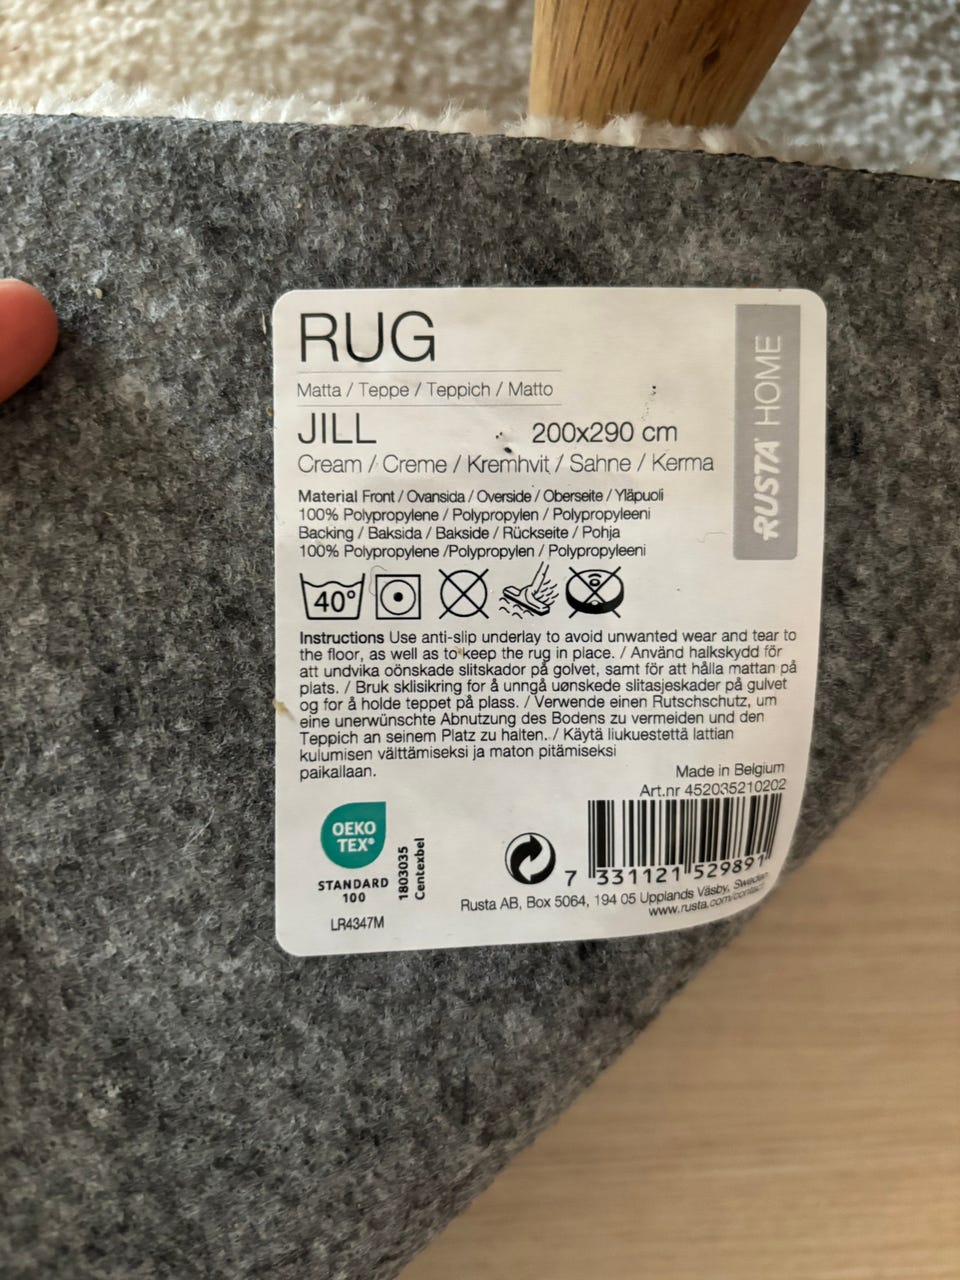 RUG
Matta / Teppe / Teppich / Matto
JILL 200x290 cm
Cream / Creme / Kremhvit / Sahne / Kerma
RUSTA HOME
Material Front / Ovansida / Overside / Oberseite / Yläpuoli
100% Polypropylene / Polypropylen / Polypropyleeni
Backing / Baksida / Bakside / Rückseite / Pohja
100% Polypropylene /Polypropylen / Polypropyleeni
40°
Instructions Use anti-slip underlay to avoid unwanted wear and tear to
the floor, as well as to keep the rug in place. / Använd halkskydd för
att undvika oönskade slitskador på golvet, samt för att hålla mattan på
plats. / Bruk sklisikring for å unngå uønskede slitasjeskader på gulvet
og for å holde teppet på plass. / Verwende einen Rutschschutz, um
eine unerwünschte Abnutzung des Bodens zu vermeiden und den
Teppich an seinem Platz zu halten. / Käytä liukuestettä lattian
kulumisen välttämiseksi ja maton pitämiseksi
paikallaan.
Made in Belgium
Art.nr 452035210202
OEKO
TEX®
STANDARD
100
1803035
Centexbel
LR4347M
7 331121 529891
Rusta AB, Box 5064, 194 05 Upplands Väsby, Sweden
www.rusta.com/contact